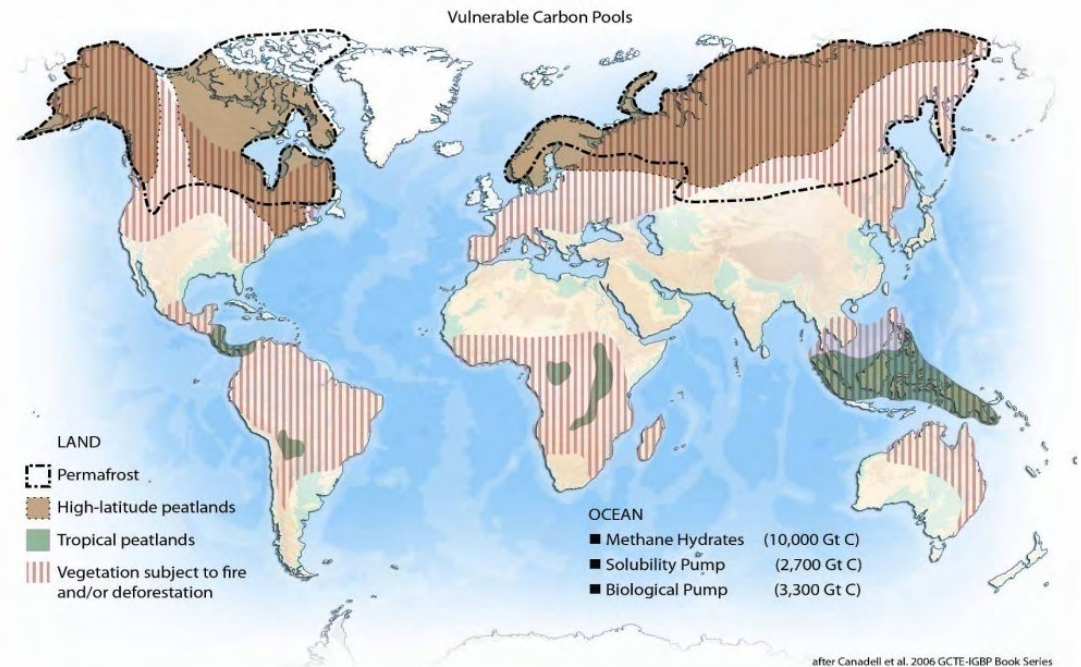 Vulnerable Carbon Pools
LAND
Permafrost
High-latitude peatlands
Tropical peatlands
Vegetation subject to fire
and/or deforestation
OCEAN
■ Methane Hydrates (10,000 Gt C)
■ Solubility Pump (2,700 Gt C)
■ Biological Pump (3,300 Gt C)
after Canadell et al. 2006 GCTE-IGBP Book Series